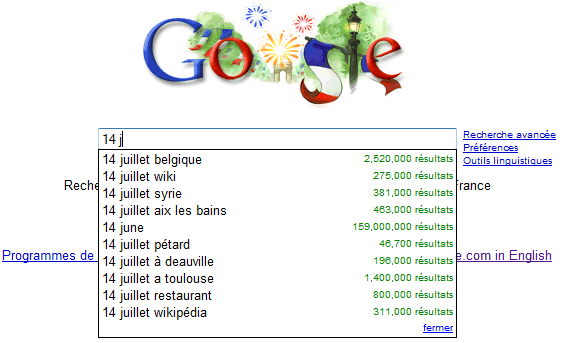 Google
14 j
Recherche avancée
Préférences
Outils linguistiques
14 juillet belgique 2,520,000 résultats
14 juillet wiki 275,000 résultats
14 juillet syrie 381,000 résultats
14 juillet aix les bains 463,000 résultats
14 june 159,000,000 résultats
14 juillet pétard 46,700 résultats
14 juillet à deauville 196,000 résultats
14 juillet a toulouse 1,400,000 résultats
14 juillet restaurant 800,000 résultats
14 juillet wikipédia 311,000 résultats
fermer
Reche rance
Programmes de e.com in English